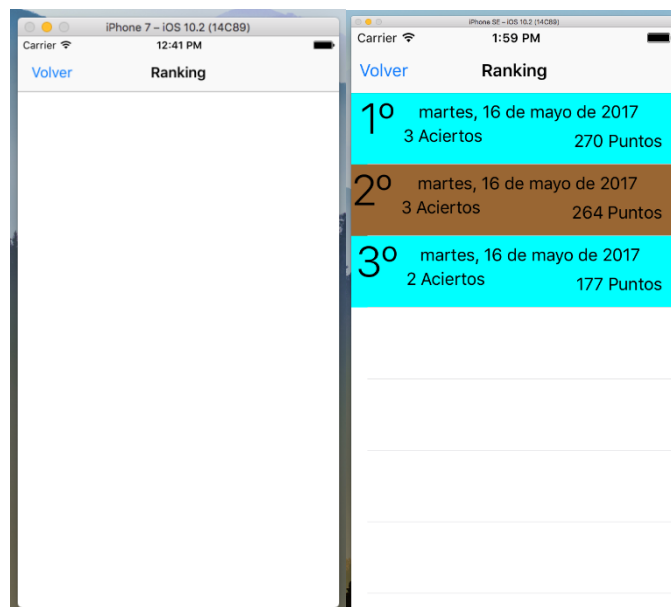 iPhone 7 – iOS 10.2 (14C89)
Carrier 12:41 PM
Volver Ranking
iPhone SE – iOS 10.2 (14C89)
Carrier 1:59 PM
Volver Ranking
1º martes, 16 de mayo de 2017
3 Aciertos 270 Puntos
2º martes, 16 de mayo de 2017
3 Aciertos 264 Puntos
3º martes, 16 de mayo de 2017
2 Aciertos 177 Puntos